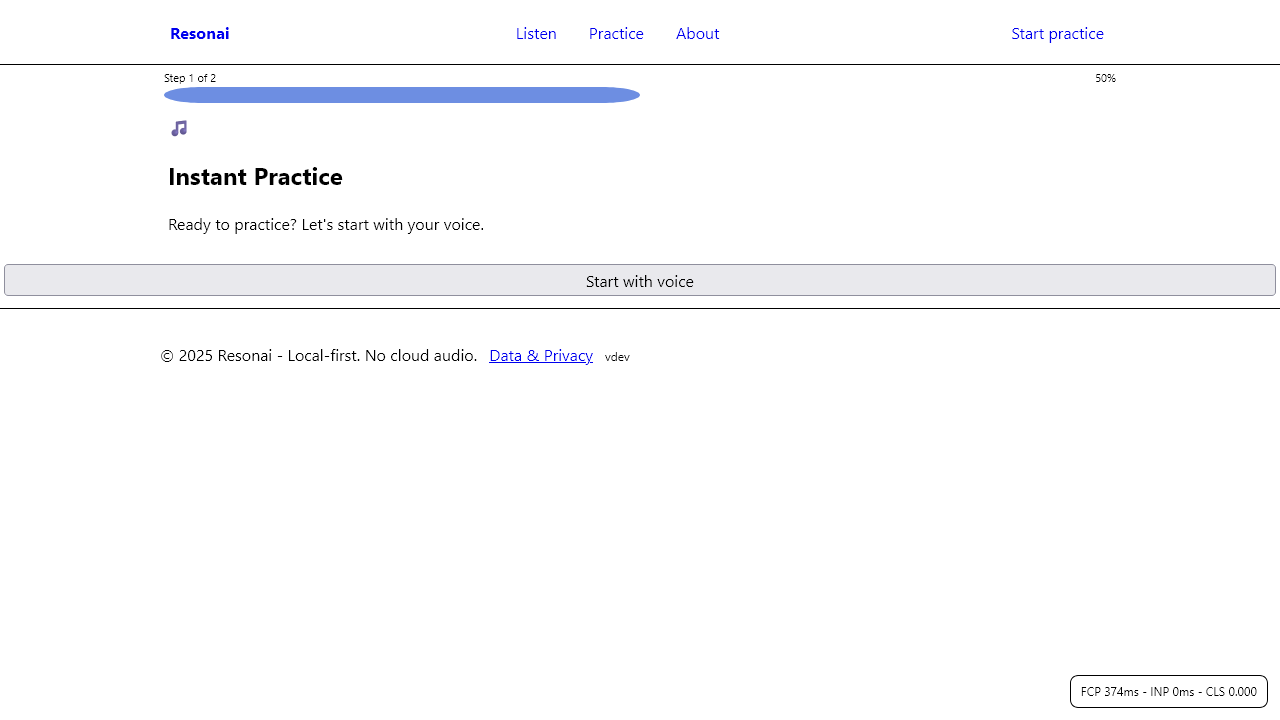 Resonai
Listen Practice About
Start practice
Step 1 of 2
50%
Instant Practice
Ready to practice? Let's start with your voice.
Start with voice
© 2025 Resonai - Local-first. No cloud audio. Data & Privacy vdev
FCP 374ms - INP 0ms - CLS 0.000